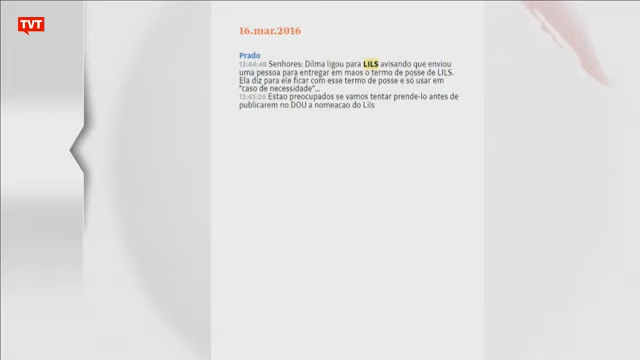 TVT
16.mar.2016
Prado
13:44:48 Senhores: Dilma ligou para LILS avisando que enviou
uma pessoa para entregar em maos o termo de posse de LILS.
Ela diz para ele ficar com esse termo de posse e só usar em
"caso de necessidade"...
13:45:26 Estao preocupados se vamos tentar prende-lo antes de
publicarem no DOU a nomeacao do Lils